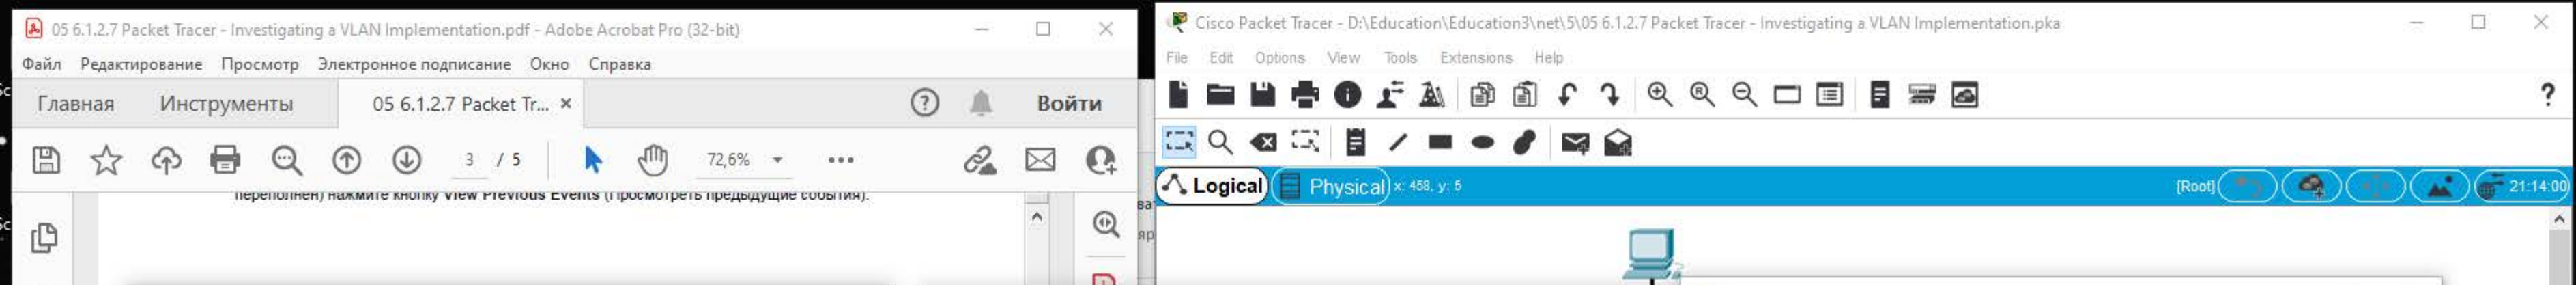 05 6.1.2.7 Packet Tracer - Investigating a VLAN Implementation.pdf - Adobe Acrobat Pro (32-bit)
Файл Редактирование Просмотр Электронное подписание Окно Справка
Главная Инструменты 05 6.1.2.7 Packet Tr... × Войти
3 / 5 72,6%
переполнен) нажмите кнопку View Previous Events (Просмотреть предыдущие события).
Cisco Packet Tracer - D:\Education\Education3\net\5\05 6.1.2.7 Packet Tracer - Investigating a VLAN Implementation.pka
File Edit Options View Tools Extensions Help
Logical Physical x: 458, y: 5 [Root] 21:14:00